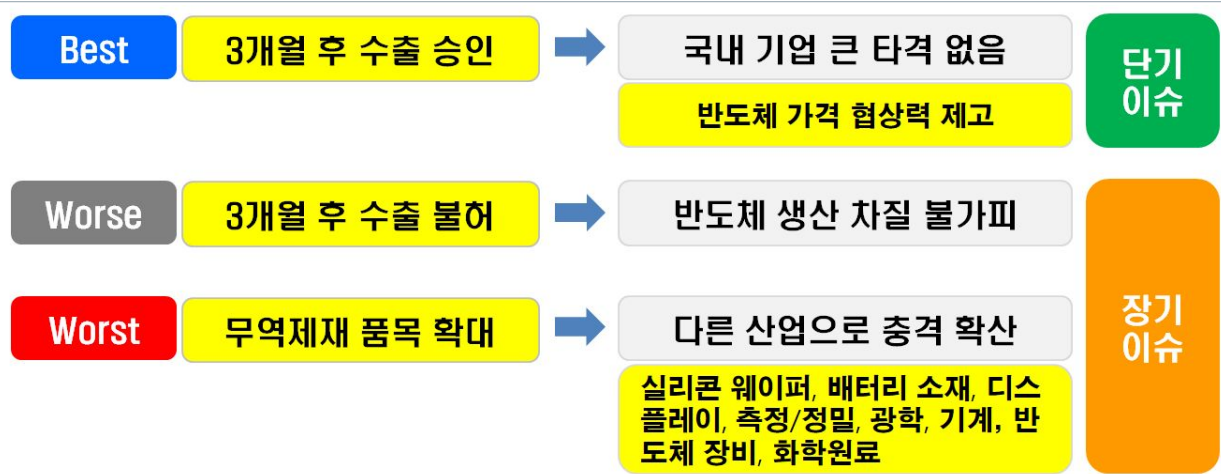 Best
3개월 후 수출 승인
국내 기업 큰 타격 없음
반도체 가격 협상력 제고
단기
이슈
Worse
3개월 후 수출 불허
반도체 생산 차질 불가피
Worst
무역제재 품목 확대
다른 산업으로 충격 확산
실리콘 웨이퍼, 배터리 소재, 디스
플레이, 측정/정밀, 광학, 기계, 반
도체 장비, 화학원료
장기
이슈